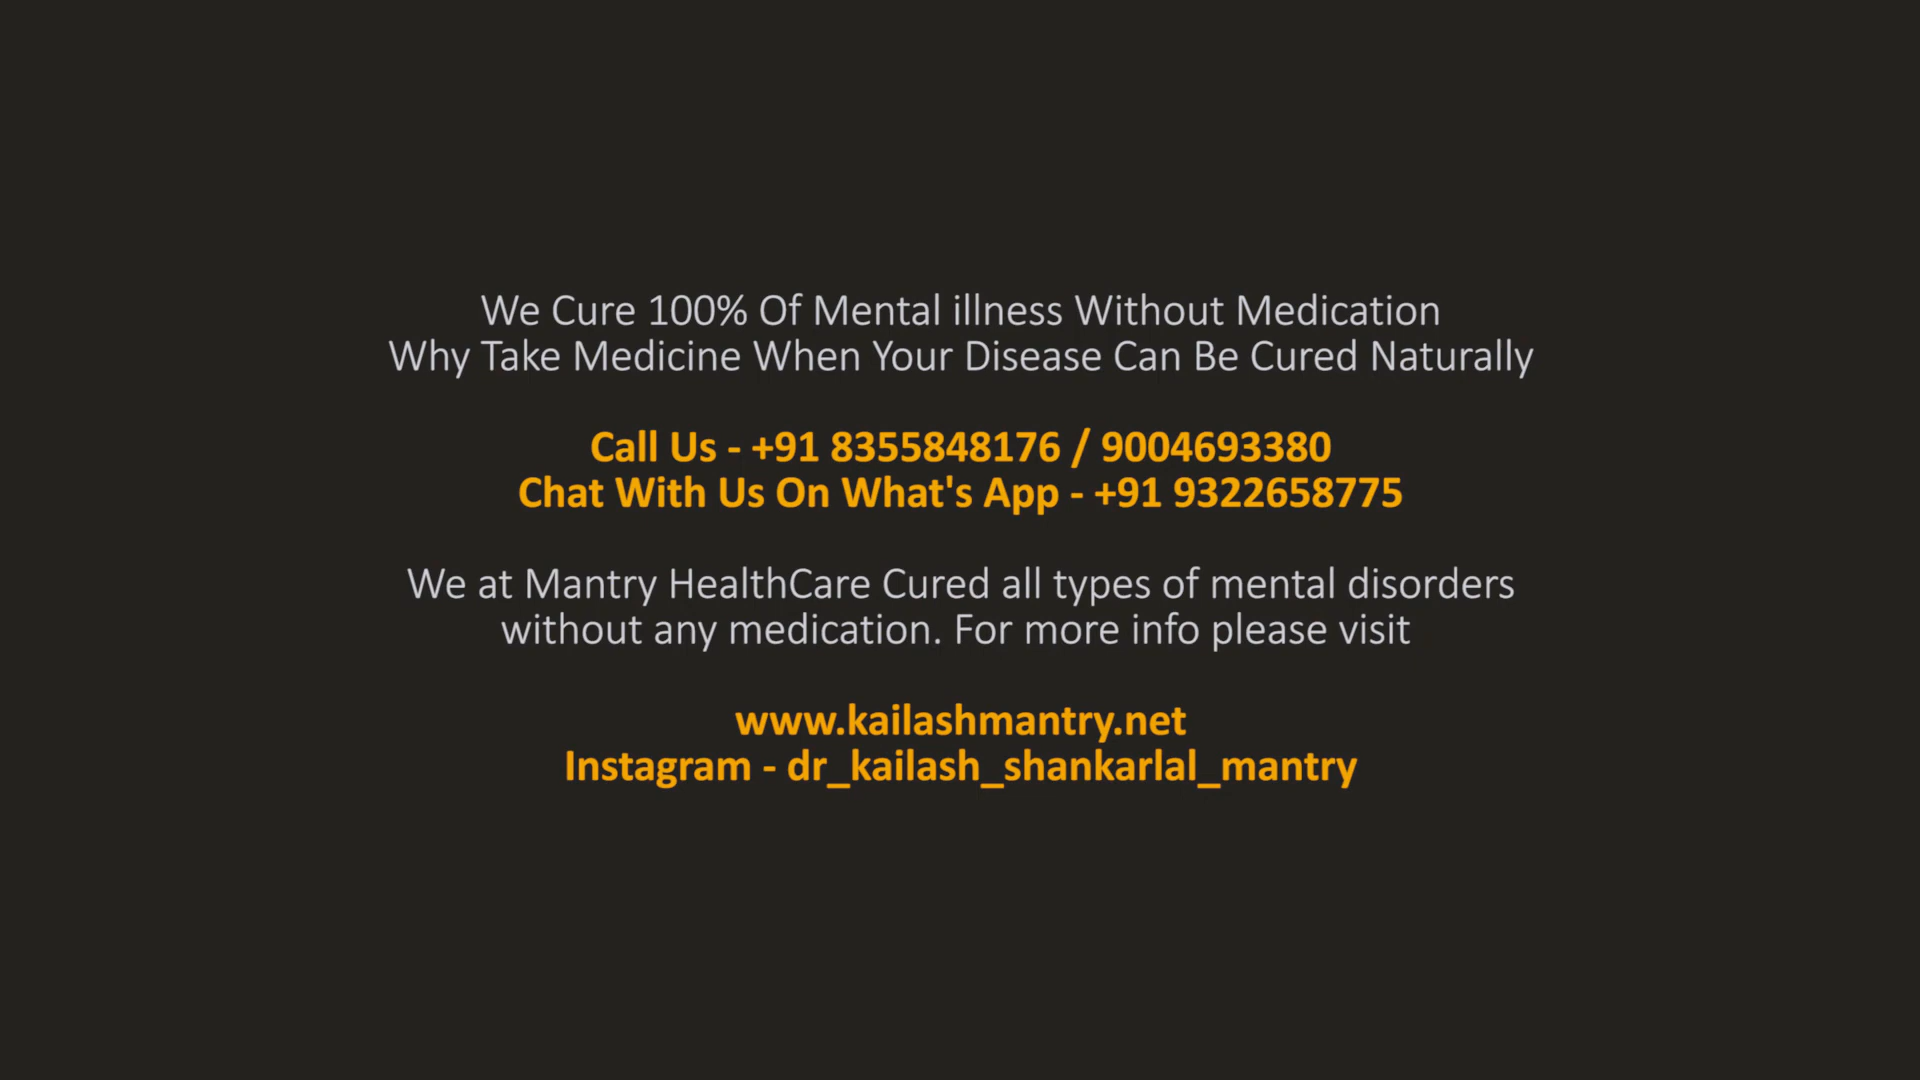 We Cure 100% Of Mental illness Without Medication
Why Take Medicine When Your Disease Can Be Cured Naturally
Call Us - +91 8355848176 / 9004693380
Chat With Us On What's App - +91 9322658775
We at Mantry HealthCare Cured all types of mental disorders
without any medication. For more info please visit
www.kailashmantry.net
Instagram - dr_kailash_shankarlal_mantry